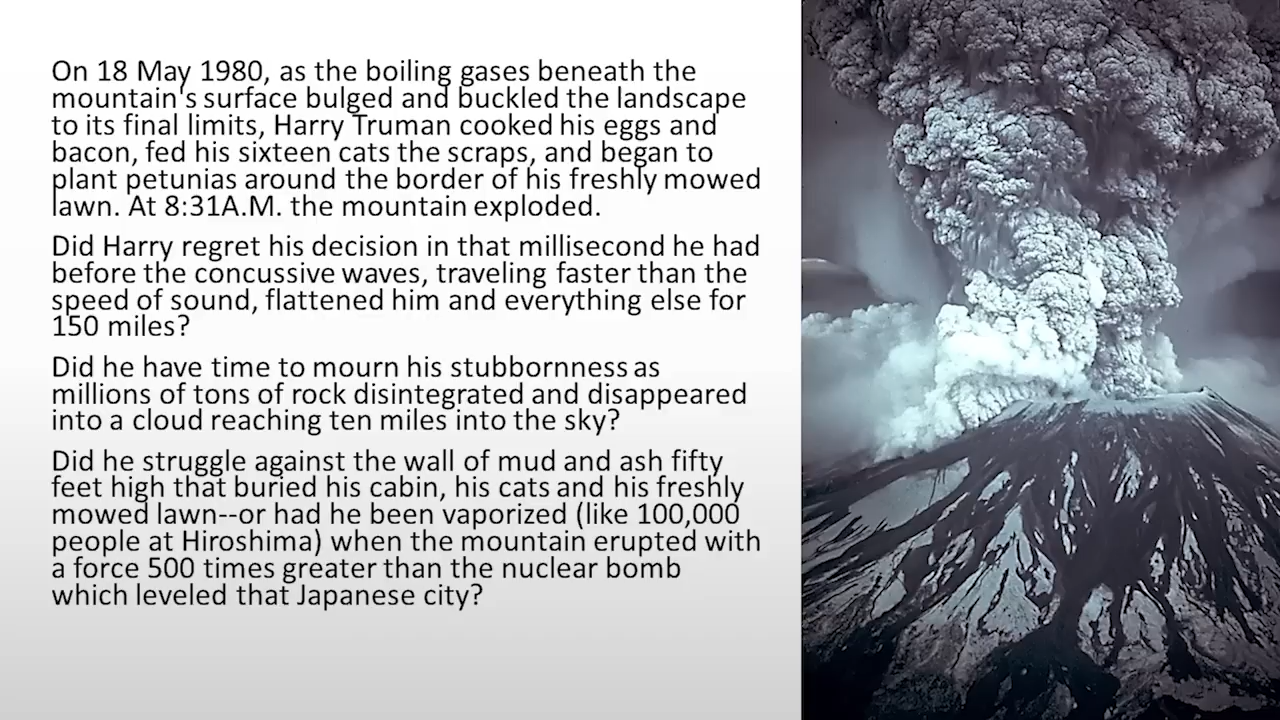 On 18 May 1980, as the boiling gases beneath the
mountain's surface bulged and buckled the landscape
to its final limits, Harry Truman cooked his eggs and
bacon, fed his sixteen cats the scraps, and began to
plant petunias around the border of his freshly mowed
lawn. At 8:31A.M. the mountain exploded.
Did Harry regret his decision in that millisecond he had
before the concussive waves, traveling faster than the
speed of sound, flattened him and everything else for
150 miles?
Did he have time to mourn his stubbornness as
millions of tons of rock disintegrated and disappeared
into a cloud reaching ten miles into the sky?
Did he struggle against the wall of mud and ash fifty
feet high that buried his cabin, his cats and his freshly
mowed lawn--or had he been vaporized (like 100,000
people at Hiroshima) when the mountain erupted with
a force 500 times greater than the nuclear bomb
which leveled that Japanese city?